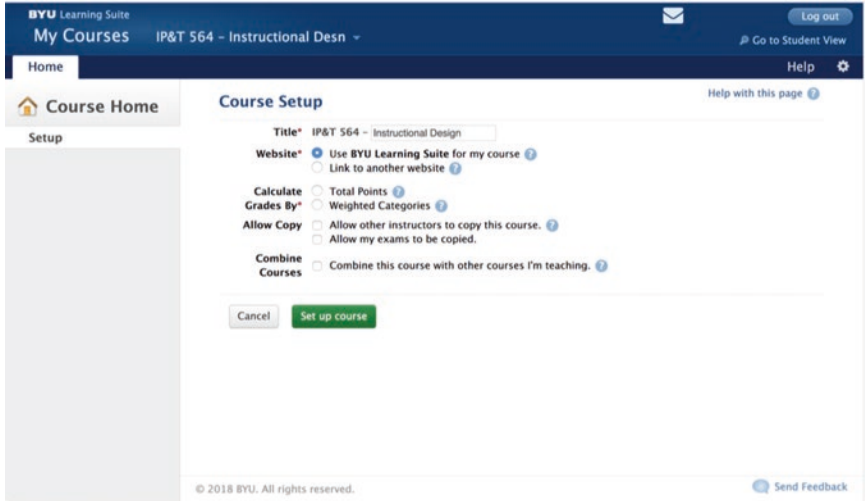 BYU Learning Suite
Log out
My Courses IP&T 564 - Instructional Desn
Go to Student View
Home
Help
Course Home
Setup
Course Setup
Help with this page ?
Title* IP&T 564 - Instructional Design
Website* Use BYU Learning Suite for my course ?
Link to another website ?
Calculate Total Points ?
Grades By* Weighted Categories ?
Allow Copy Allow other instructors to copy this course. ?
Allow my exams to be copied.
Combine
Courses Combine this course with other courses I'm teaching. ?
Cancel Set up course
© 2018 BYU. All rights reserved.
Send Feedback